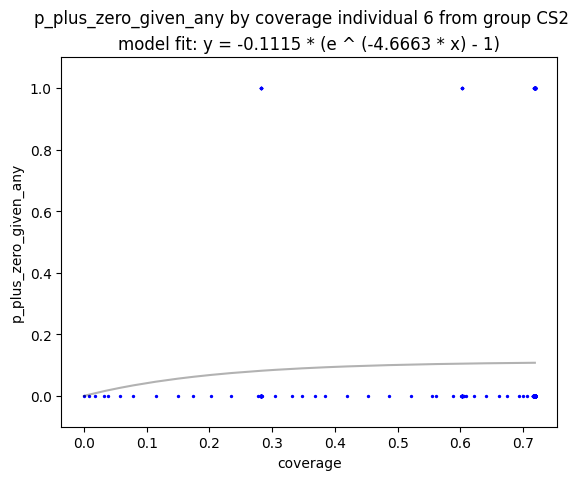 p_plus_zero_given_any by coverage individual 6 from group CS2
model fit: y = -0.1115 * (e ^ (-4.6663 * x) - 1)
1.0
0.8
0.6
0.4
0.2
0.0
p_plus_zero_given_any
0.0 0.1 0.2 0.3 0.4 0.5 0.6 0.7
coverage